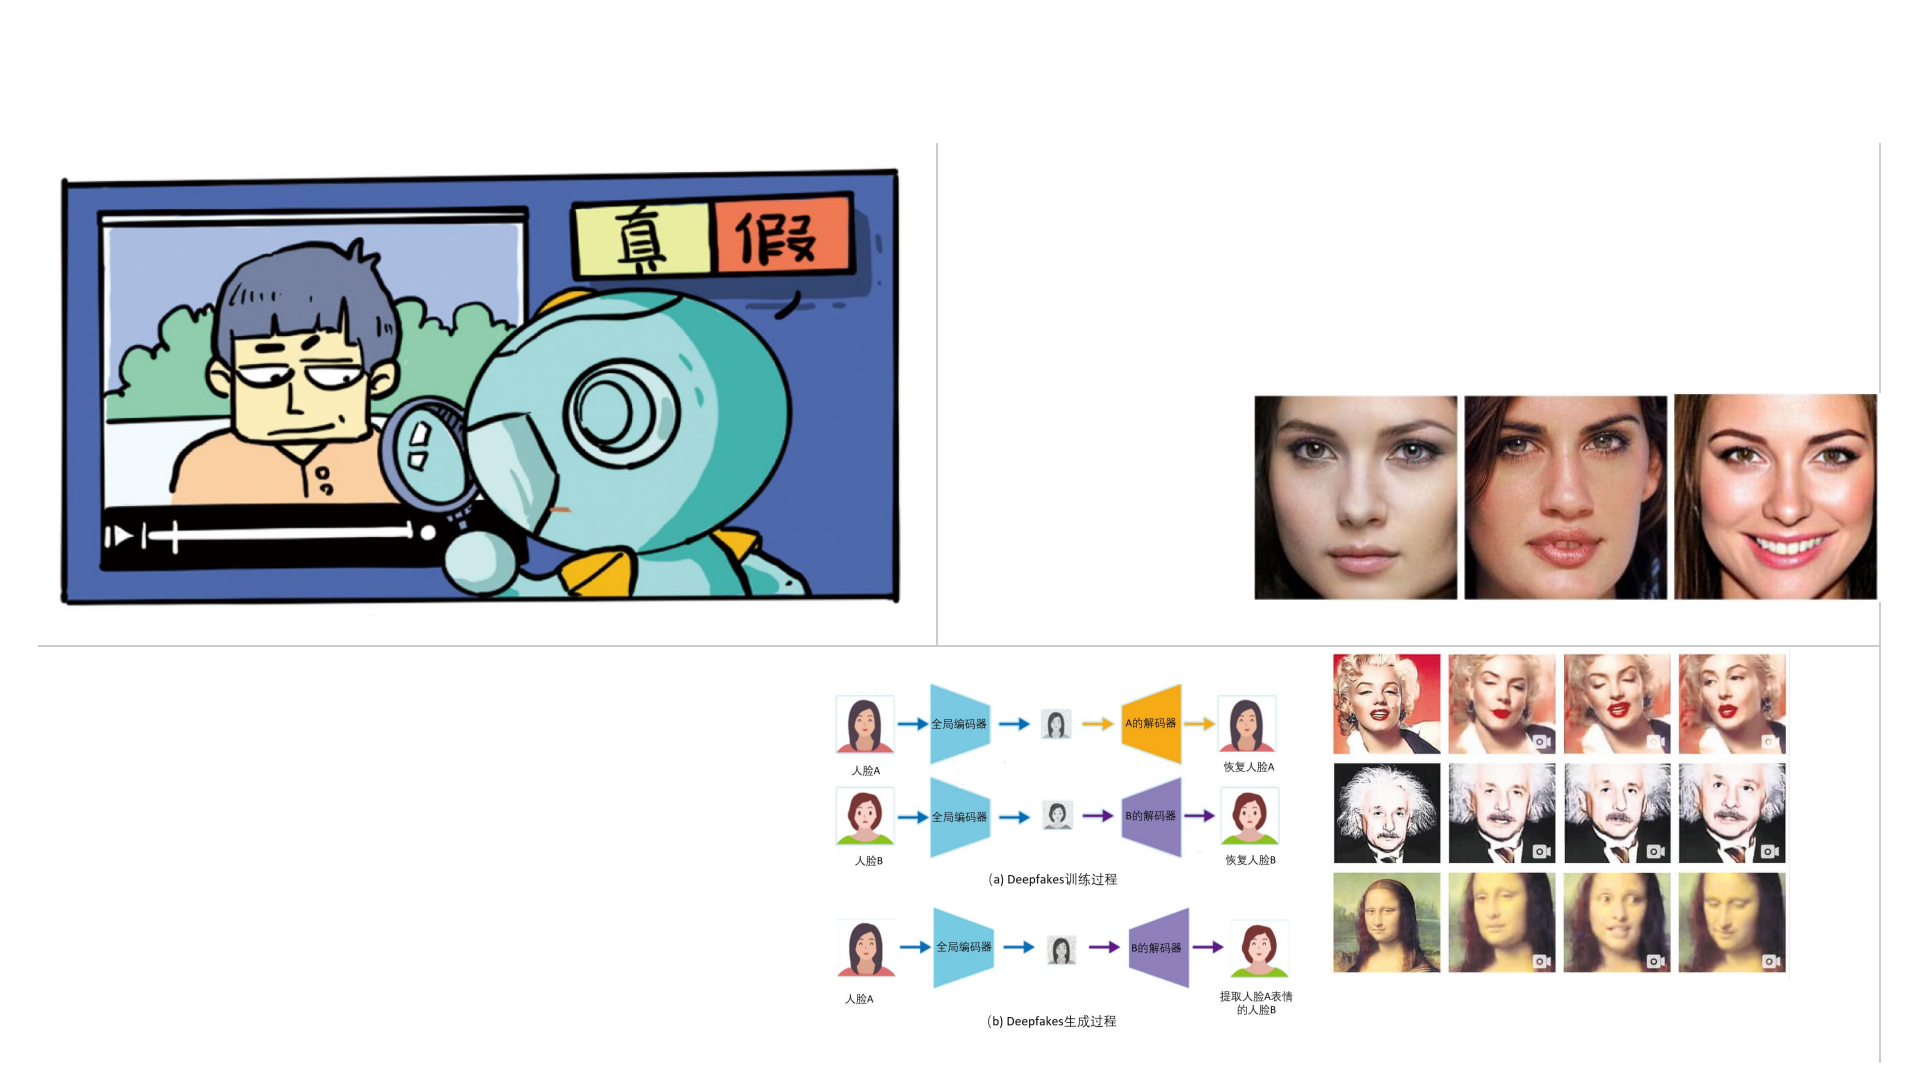 真 假
全局编码器
A的解码器
人脸A
恢复人脸A
全局编码器
B的解码器
人脸B
恢复人脸B
(a) Deepfakes训练过程
全局编码器
B的解码器
人脸A
提取人脸A表情
的人脸B
(b) Deepfakes生成过程